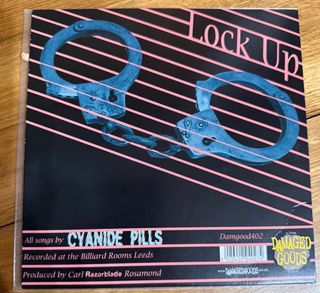 Lock Up
All songs by CYANIDE PILLS
Damgood402
Recorded at the Billiard Rooms Leeds
Produced by Carl Razorblade Rosamond
DAMAGED
GOODS